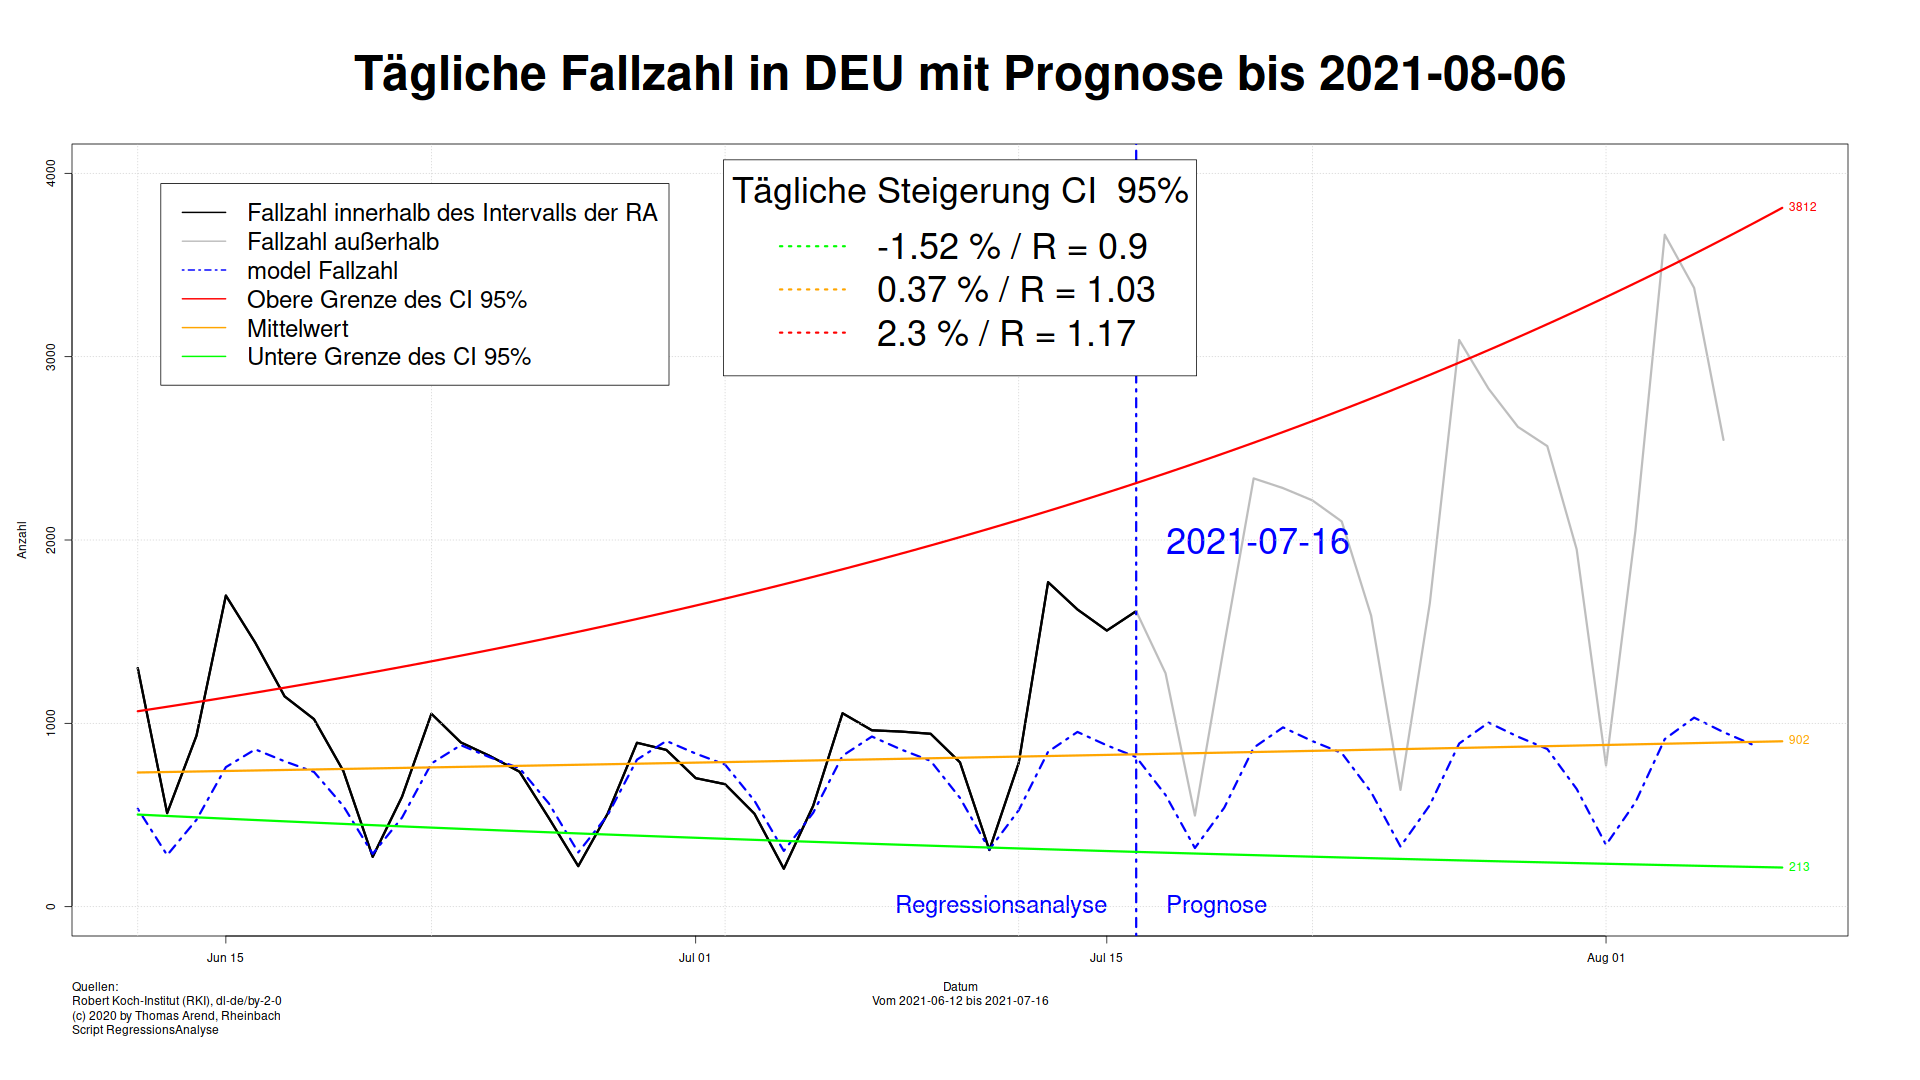 Tägliche Fallzahl in DEU mit Prognose bis 2021-08-06
Fallzahl innerhalb des Intervalls der RA
Fallzahl außerhalb
model Fallzahl
Obere Grenze des CI 95%
Mittelwert
Untere Grenze des CI 95%
Tägliche Steigerung CI  95%
-1.52 % / R = 0.9
0.37 % / R = 1.03
2.3 % / R = 1.17
Anzahl
4000
3000
2000
1000
0
3812
2021-07-16
902
213
Regressionsanalyse
Prognose
Jun 15
Jul 01
Jul 15
Aug 01
Datum
Vom 2021-06-12 bis 2021-07-16
Quellen:
Robert Koch-Institut (RKI), dl-de/by-2-0
(c) 2020 by Thomas Arend, Rheinbach
Script RegressionsAnalyse